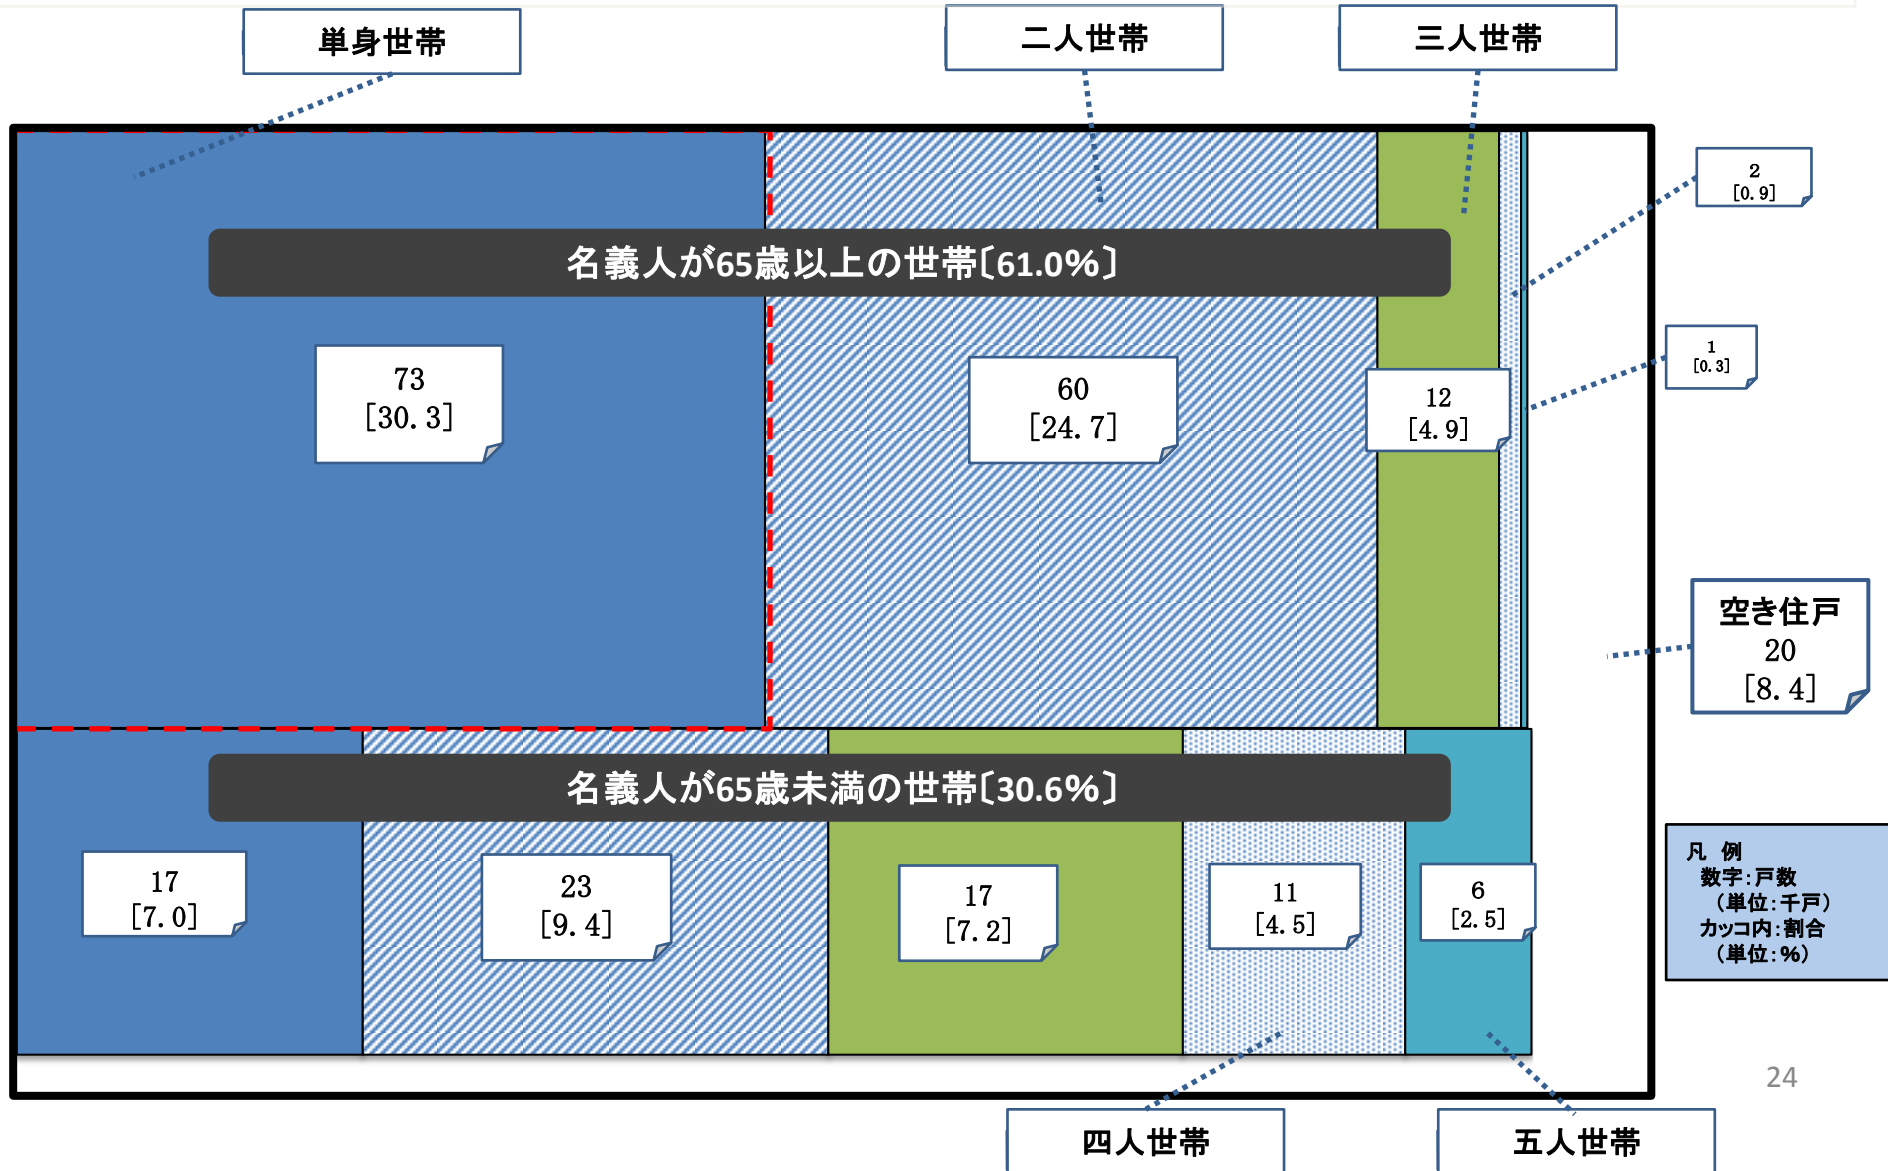 単身世帯
二人世帯
三人世帯
2
[0.9]
名義人が65歳以上の世帯〔61.0%〕
1
[0.3]
73
[30.3]
60
[24.7]
12
[4.9]
空き住戸
20
[8.4]
名義人が65歳未満の世帯〔30.6%〕
17
[7.0]
23
[9.4]
17
[7.2]
11
[4.5]
6
[2.5]
凡 例
数字:戸数
(単位:千戸)
カッコ内:割合
(単位:%)
24
四人世帯
五人世帯